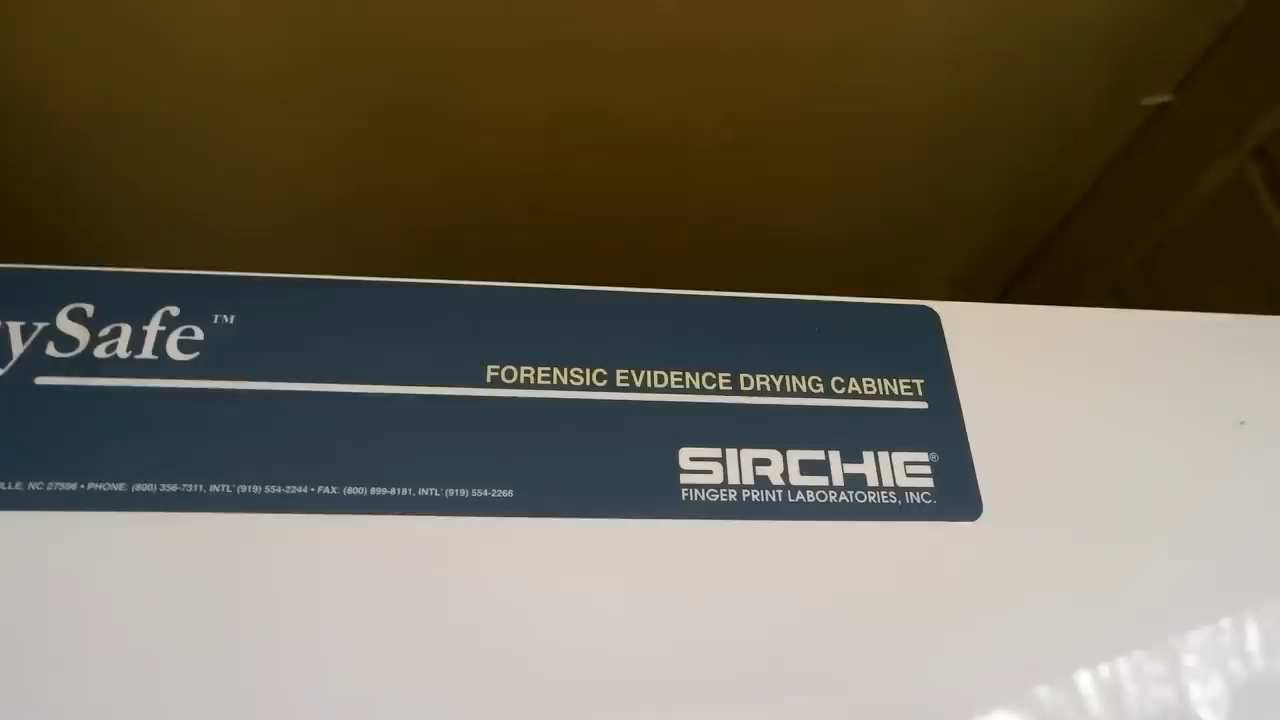 rySafe™
FORENSIC EVIDENCE DRYING CABINET
SIRCHIE®
FINGER PRINT LABORATORIES, INC.
LLE, NC 27596 • PHONE: (800) 356-7311, INTL' (919) 554-2244 • FAX: (800) 899-8181, INTL' (919) 554-2266